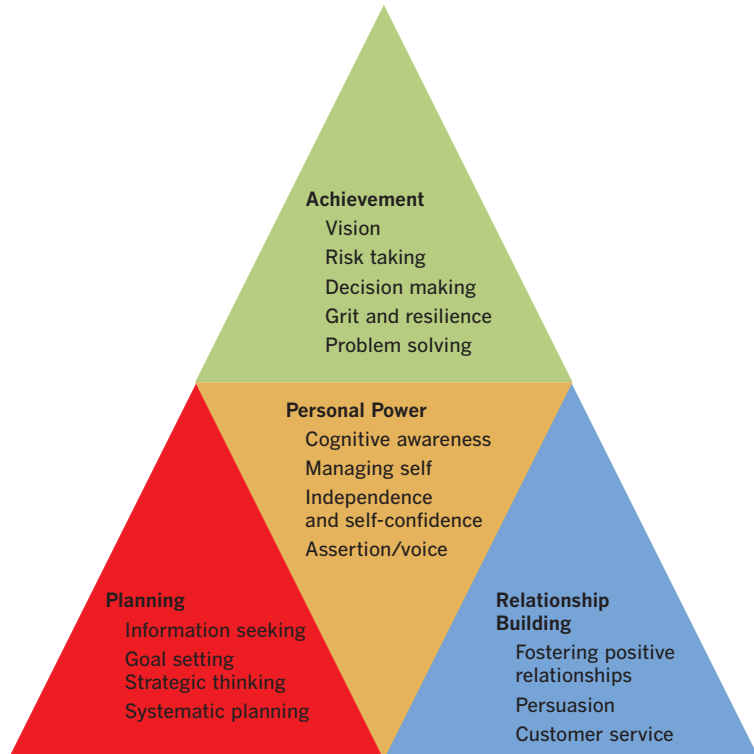 Achievement
Vision
Risk taking
Decision making
Grit and resilience
Problem solving
Personal Power
Cognitive awareness
Managing self
Independence
and self-confidence
Assertion/voice
Planning
Information seeking
Goal setting
Strategic thinking
Systematic planning
Relationship
Building
Fostering positive
relationships
Persuasion
Customer service